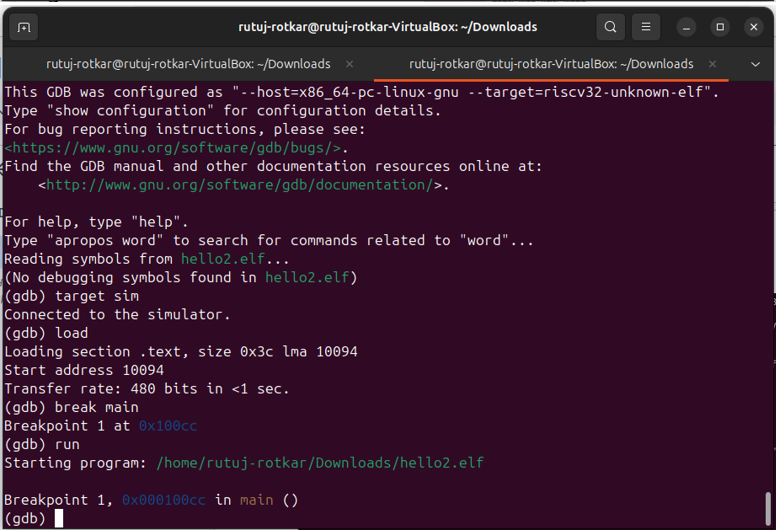 rutuj-rotkar@rutuj-rotkar-VirtualBox: ~/Downloads
rutuj-rotkar@rutuj-rotkar-VirtualBox: ~/Downloads
rutuj-rotkar@rutuj-rotkar-VirtualBox: ~/Downloads
This GDB was configured as "--host=x86_64-pc-linux-gnu --target=riscv32-unknown-elf".
Type "show configuration" for configuration details.
For bug reporting instructions, please see:
<https://www.gnu.org/software/gdb/bugs/>.
Find the GDB manual and other documentation resources online at:
    <http://www.gnu.org/software/gdb/documentation/>.
For help, type "help".
Type "apropos word" to search for commands related to "word"...
Reading symbols from hello2.elf...
(No debugging symbols found in hello2.elf)
(gdb) target sim
Connected to the simulator.
(gdb) load
Loading section .text, size 0x3c lma 10094
Start address 10094
Transfer rate: 480 bits in <1 sec.
(gdb) break main
Breakpoint 1 at 0x100cc
(gdb) run
Starting program: /home/rutuj-rotkar/Downloads/hello2.elf
Breakpoint 1, 0x000100cc in main ()
(gdb)